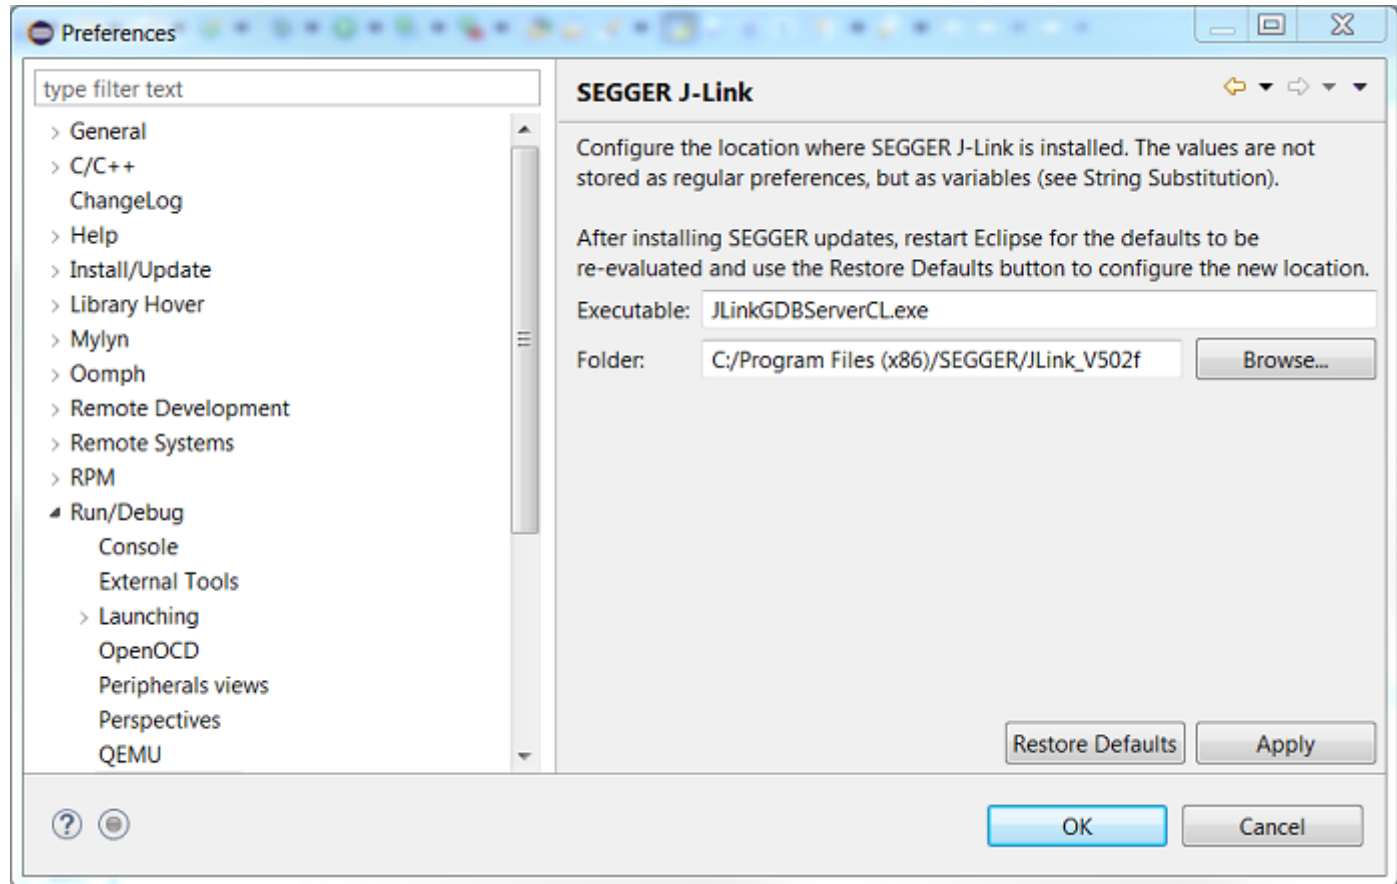 Preferences
type filter text
General
C/C++
ChangeLog
Help
Install/Update
Library Hover
Mylyn
Oomph
Remote Development
Remote Systems
RPM
Run/Debug
Console
External Tools
Launching
OpenOCD
Peripherals views
Perspectives
QEMU
SEGGER J-Link
Configure the location where SEGGER J-Link is installed. The values are not
stored as regular preferences, but as variables (see String Substitution).
After installing SEGGER updates, restart Eclipse for the defaults to be
re-evaluated and use the Restore Defaults button to configure the new location.
Executable: JLinkGDBServerCL.exe
Folder: C:/Program Files (x86)/SEGGER/JLink_V502f Browse...
Restore Defaults Apply
OK Cancel